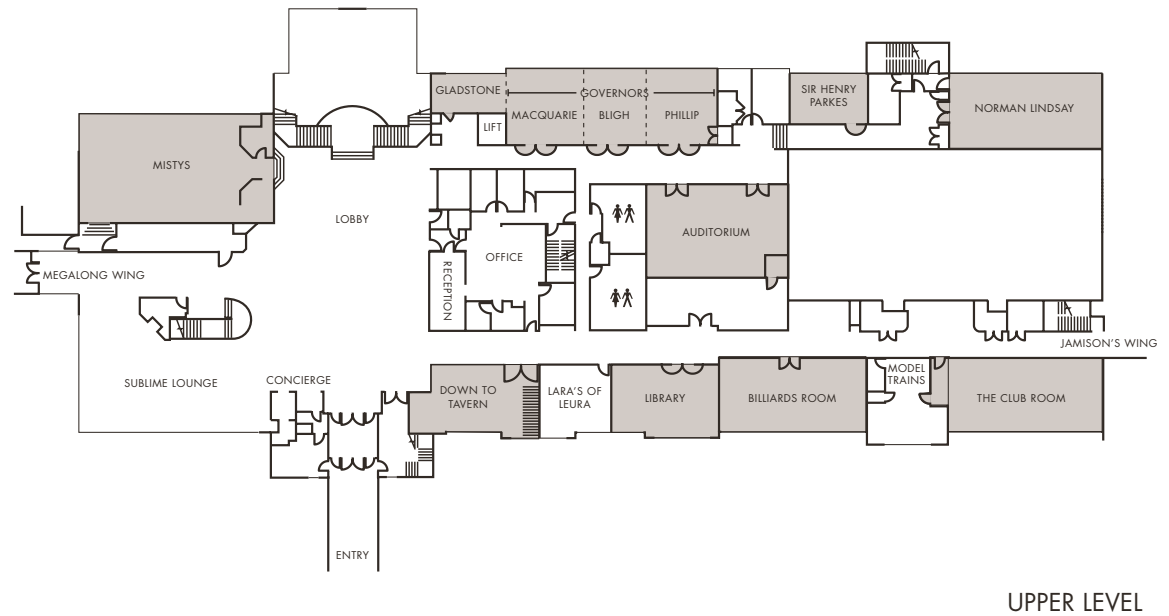 GLADSTONE
GOVERNORS
MACQUARIE
BLIGH
PHILLIP
LIFT
SIR HENRY
PARKES
NORMAN LINDSAY
MISTYS
LOBBY
AUDITORIUM
OFFICE
RECEPTION
MEGALONG WING
SUBLIME LOUNGE
CONCIERGE
DOWN TO
TAVERN
LARA'S OF
LEURA
LIBRARY
BILLIARDS ROOM
MODEL
TRAINS
THE CLUB ROOM
JAMISON'S WING
ENTRY
UPPER LEVEL